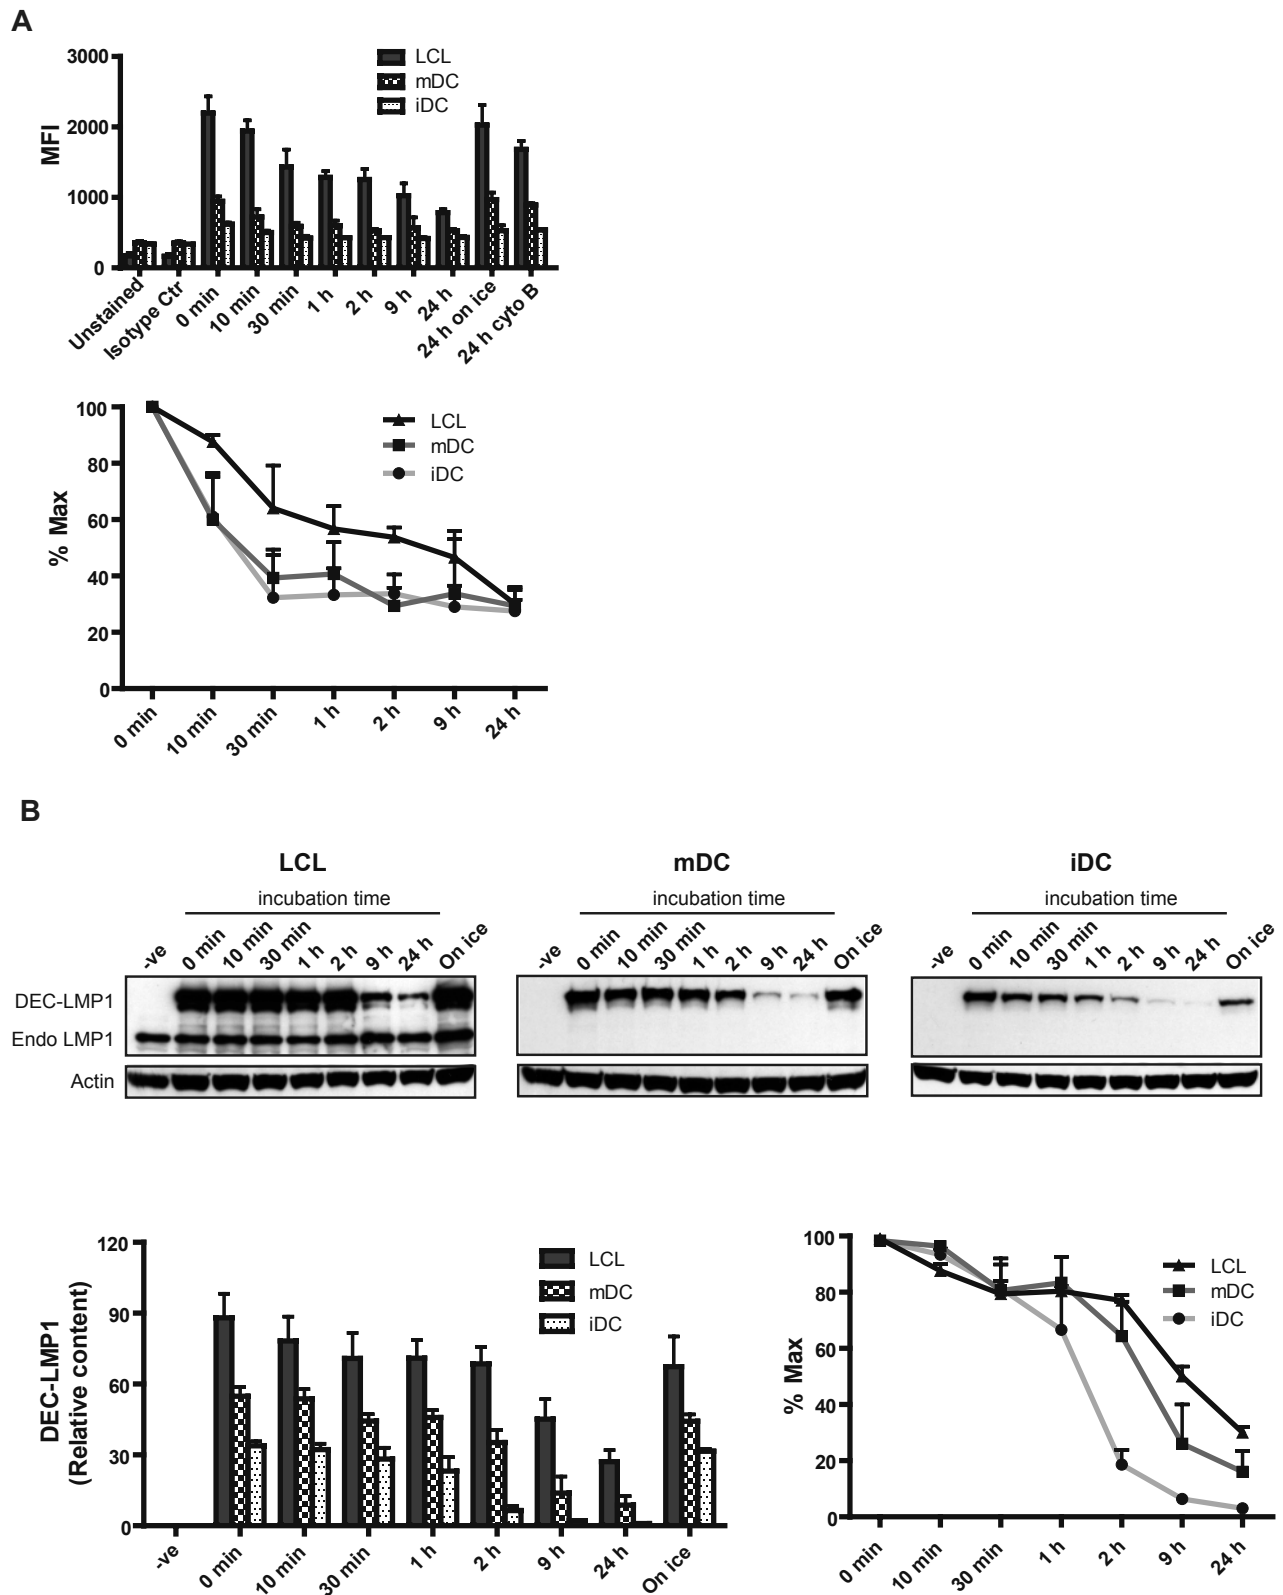 A
3000
2000
1000
0
MFI
LCL
mDC
iDC
Unstained
Isotype Ctr
0 min
10 min
30 min
1 h
2 h
9 h
24 h
24 h on ice
24 h cyto B
100
80
60
40
20
0
% Max
LCL
mDC
iDC
0 min
10 min
30 min
1 h
2 h
9 h
24 h
B
LCL
incubation time
-ve
0 min
10 min
30 min
1 h
2 h
9 h
24 h
On ice
mDC
incubation time
-ve
0 min
10 min
30 min
1 h
2 h
9 h
24 h
On ice
iDC
incubation time
-ve
0 min
10 min
30 min
1 h
2 h
9 h
24 h
On ice
DEC-LMP1
Endo LMP1
Actin
120
90
60
30
0
DEC-LMP1
(Relative content)
LCL
mDC
iDC
-ve
0 min
10 min
30 min
1 h
2 h
9 h
24 h
On ice
100
80
60
40
20
0
% Max
LCL
mDC
iDC
0 min
10 min
30 min
1 h
2 h
9 h
24 h